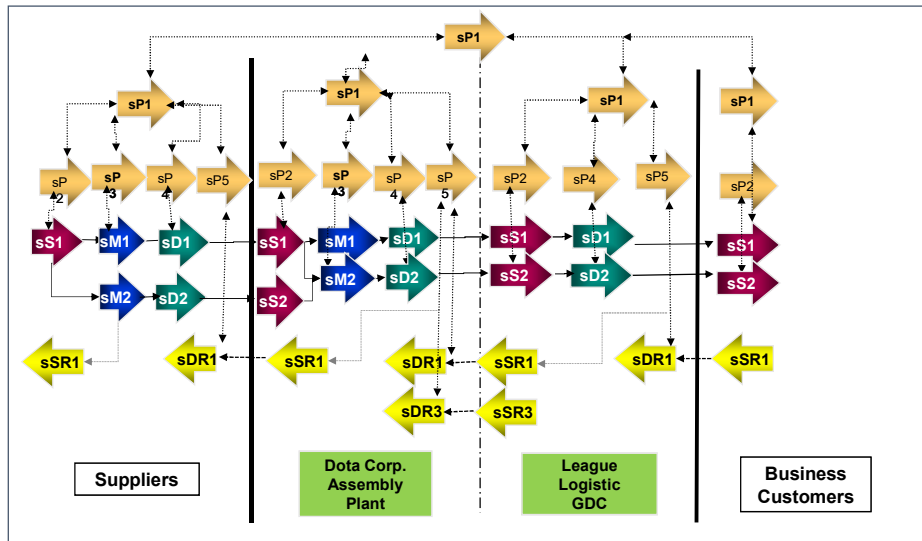 sP1
sP1
sP1
sP1
sP1
sP
2
sP
3
sP
4
sP5
sP2
sP
3
sP
4
sP
5
sP2
sP4
sP5
sP2
sS1
sM1
sD1
sS1
sM1
sD1
sS1
sD1
sS1
sM2
sD2
sS2
sM2
sD2
sS2
sD2
sS2
sSR1
sDR1
sSR1
sDR1
sSR1
sDR1
sSR1
sDR3
sSR3
Suppliers
Dota Corp.
Assembly
Plant
League
Logistic
GDC
Business
Customers